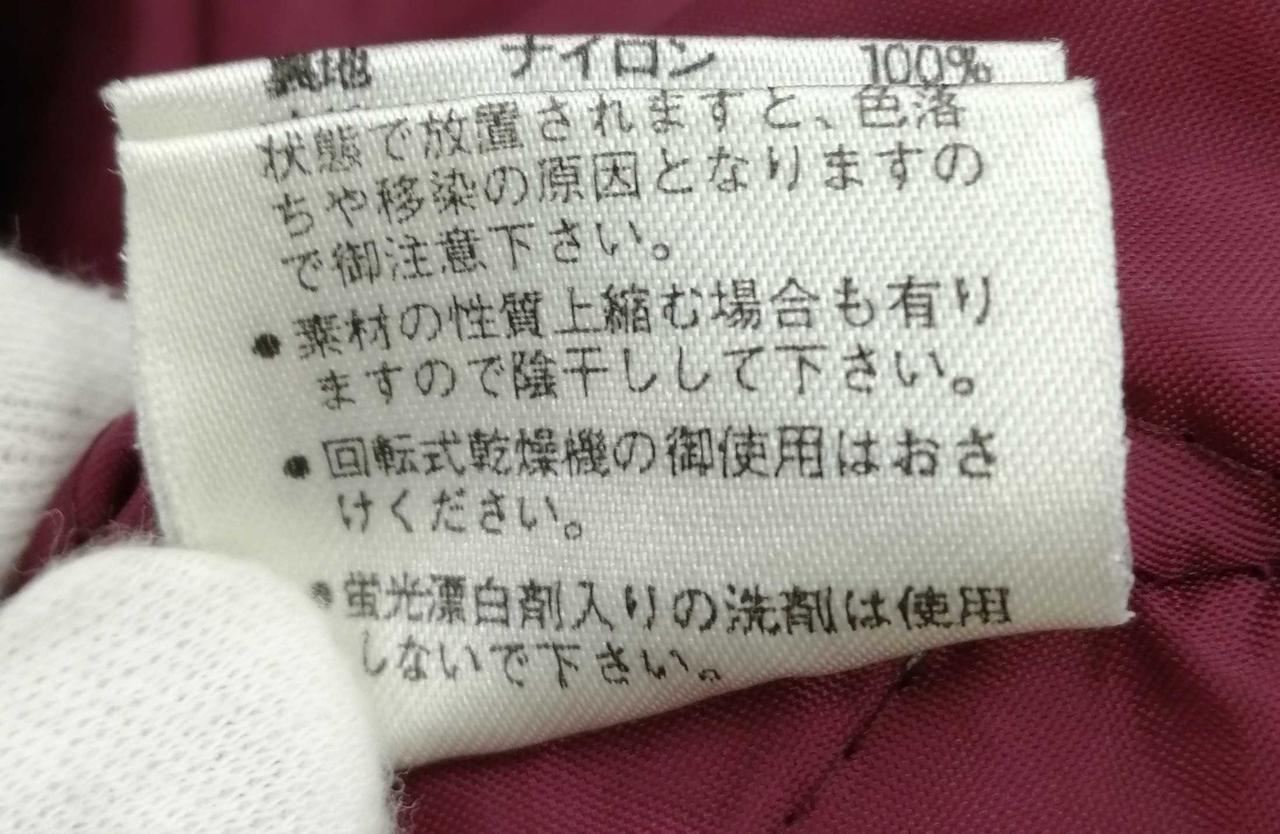 裏地 ナイロン 100%
状態で放置されますと、色落
ちや移染の原因となりますの
で御注意下さい。
●素材の性質上縮む場合も有り
ますので陰干しして下さい。
●回転式乾燥機の御使用はおさ
けください。
●蛍光漂白剤入りの洗剤は使用
しないで下さい。